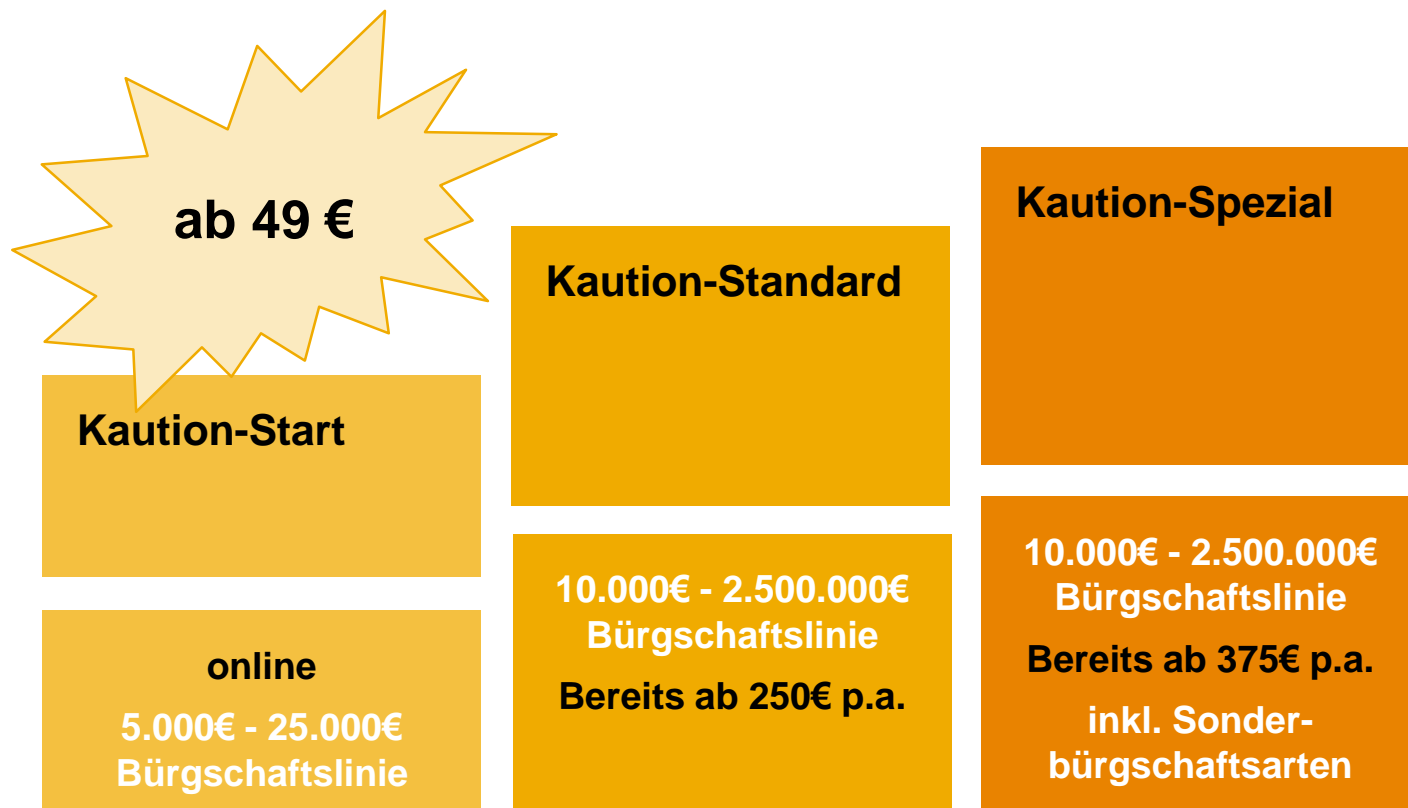 ab 49 €
Kaution-Start
online
5.000€ - 25.000€
Bürgschaftslinie
Kaution-Standard
10.000€ - 2.500.000€
Bürgschaftslinie
Bereits ab 250€ p.a.
Kaution-Spezial
10.000€ - 2.500.000€
Bürgschaftslinie
Bereits ab 375€ p.a.
inkl. Sonder-
bürgschaftsarten